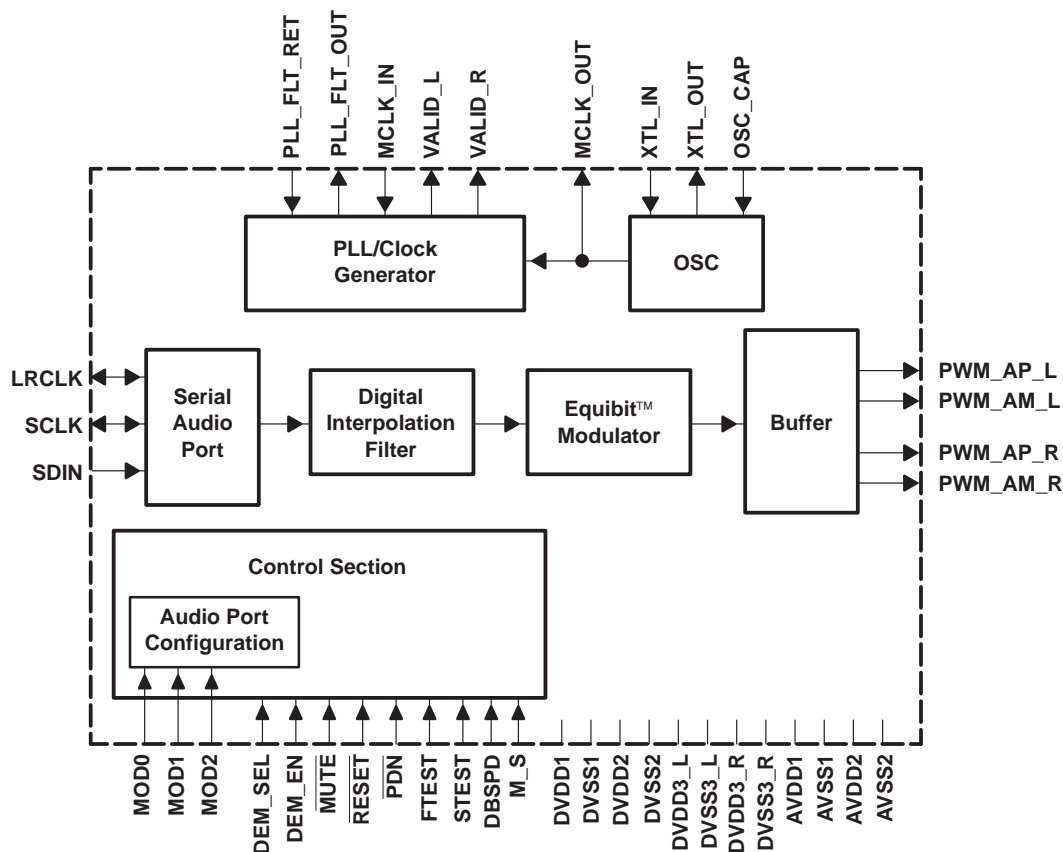 PLL_FLT_RET
PLL_FLT_OUT
MCLK_IN
VALID_L
VALID_R
MCLK_OUT
XTL_IN
XTL_OUT
OSC_CAP
PLL/Clock
Generator
OSC
LRCLK
SCLK
SDIN
Serial
Audio
Port
Digital
Interpolation
Filter
Equibit™
Modulator
Buffer
PWM_AP_L
PWM_AM_L
PWM_AP_R
PWM_AM_R
Control Section
Audio Port
Configuration
MOD0
MOD1
MOD2
DEM_SEL
DEM_EN
MUTE
RESET
PDN
FTEST
STEST
DBSPD
M_S
DVDD1
DVSS1
DVDD2
DVSS2
DVDD3_L
DVSS3_L
DVDD3_R
DVSS3_R
AVDD1
AVSS1
AVDD2
AVSS2